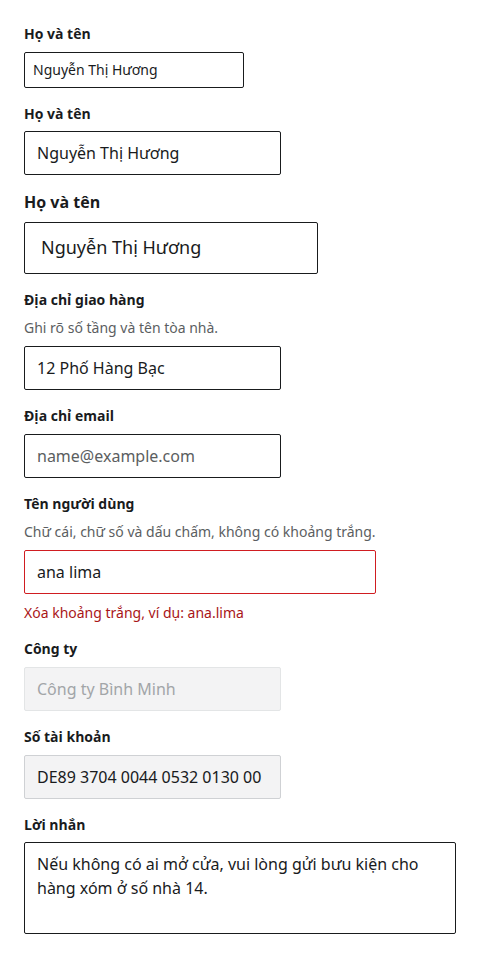 Họ và tên
Nguyễn Thị Hương
Họ và tên
Nguyễn Thị Hương
Họ và tên
Nguyễn Thị Hương
Địa chỉ giao hàng
Ghi rõ số tầng và tên tòa nhà.
12 Phố Hàng Bạc
Địa chỉ email
name@example.com
Tên người dùng
Chữ cái, chữ số và dấu chấm, không có khoảng trắng.
ana lima
Xóa khoảng trắng, ví dụ: ana.lima
Công ty
Công ty Bình Minh
Số tài khoản
DE89 3704 0044 0532 0130 00
Lời nhắn
Nếu không có ai mở cửa, vui lòng gửi bưu kiện cho
hàng xóm ở số nhà 14.